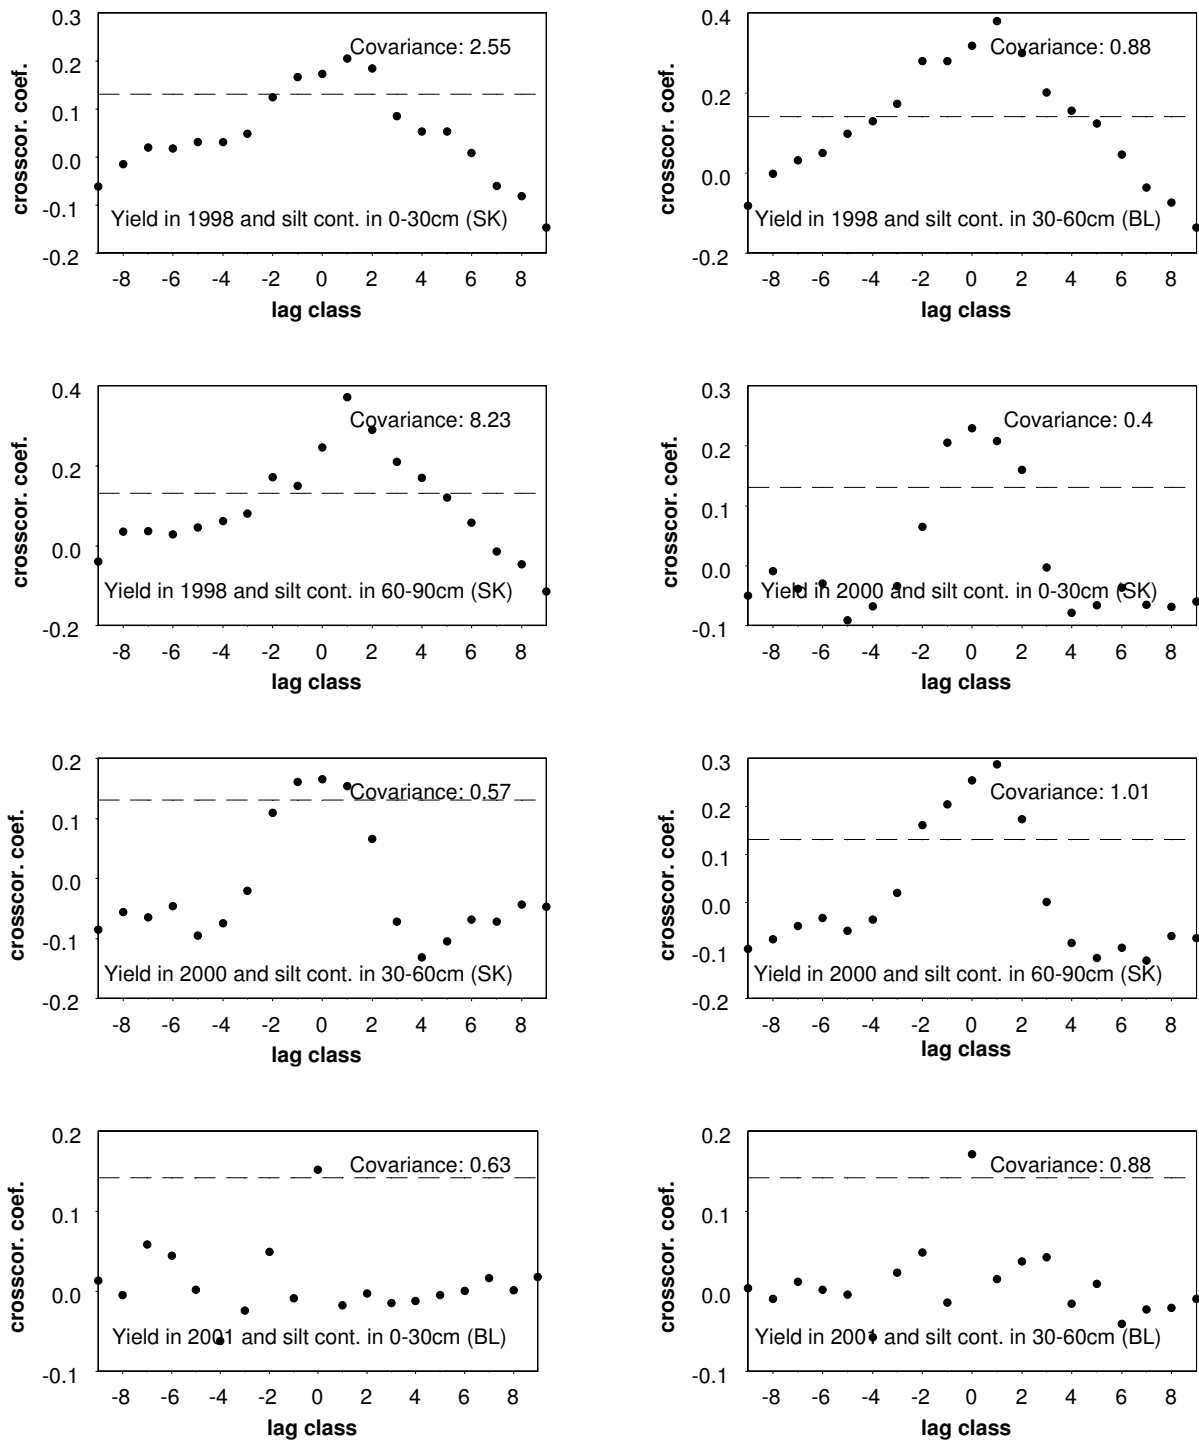 0.3
0.2
0.1
0.0
-0.1
-0.2
crosscor. coef.
Covariance: 2.55
Yield in 1998 and silt cont. in 0-30cm (SK)
-8 -6 -4 -2 0 2 4 6 8
lag class
0.4
0.2
0.0
-0.2
crosscor. coef.
Covariance: 0.88
Yield in 1998 and silt cont. in 30-60cm (BL)
-8 -6 -4 -2 0 2 4 6 8
lag class
0.4
0.2
0.0
-0.2
crosscor. coef.
Covariance: 8.23
Yield in 1998 and silt cont. in 60-90cm (SK)
-8 -6 -4 -2 0 2 4 6 8
lag class
0.3
0.2
0.1
0.0
-0.1
crosscor. coef.
Covariance: 0.4
Yield in 2000 and silt cont. in 0-30cm (SK)
-8 -6 -4 -2 0 2 4 6 8
lag class
0.2
0.1
0.0
-0.1
-0.2
crosscor. coef.
Covariance: 0.57
Yield in 2000 and silt cont. in 30-60cm (SK)
-8 -6 -4 -2 0 2 4 6 8
lag class
0.3
0.2
0.1
0.0
-0.1
-0.2
crosscor. coef.
Covariance: 1.01
Yield in 2000 and silt cont. in 60-90cm (SK)
-8 -6 -4 -2 0 2 4 6 8
lag class
0.2
0.1
0.0
-0.1
crosscor. coef.
Covariance: 0.63
Yield in 2001 and silt cont. in 0-30cm (BL)
-8 -6 -4 -2 0 2 4 6 8
lag class
0.2
0.1
0.0
-0.1
crosscor. coef.
Covariance: 0.88
Yield in 2001 and silt cont. in 30-60cm (BL)
-8 -6 -4 -2 0 2 4 6 8
lag class